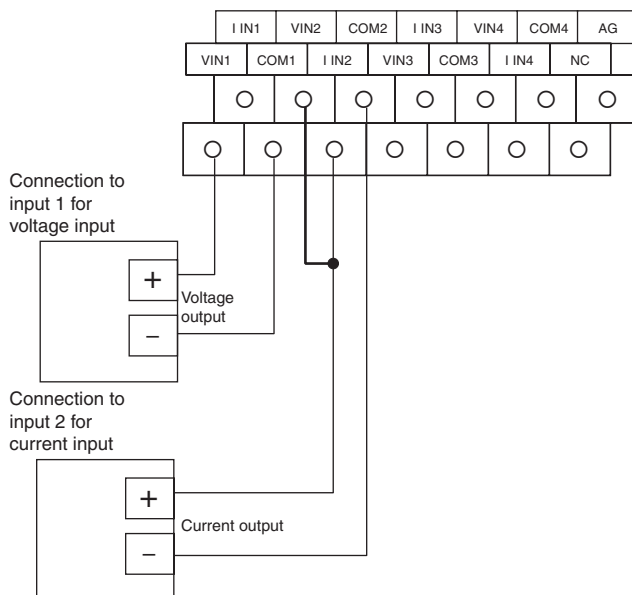 I IN1 VIN2 COM2 I IN3 VIN4 COM4 AG
VIN1 COM1 I IN2 VIN3 COM3 I IN4 NC
Connection to
input 1 for
voltage input
+
Voltage
output
−
Connection to
input 2 for
current input
+
Current output
−